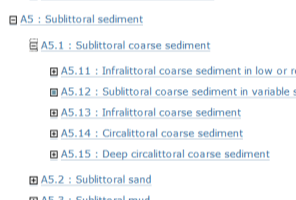 A5 : Sublittoral sediment
A5.1 : Sublittoral coarse sediment
A5.11 : Infralittoral coarse sediment in low or
A5.12 : Sublittoral coarse sediment in variable
A5.13 : Infralittoral coarse sediment
A5.14 : Circalittoral coarse sediment
A5.15 : Deep circalittoral coarse sediment
A5.2 : Sublittoral sand
A5.3 : Sublittoral mud